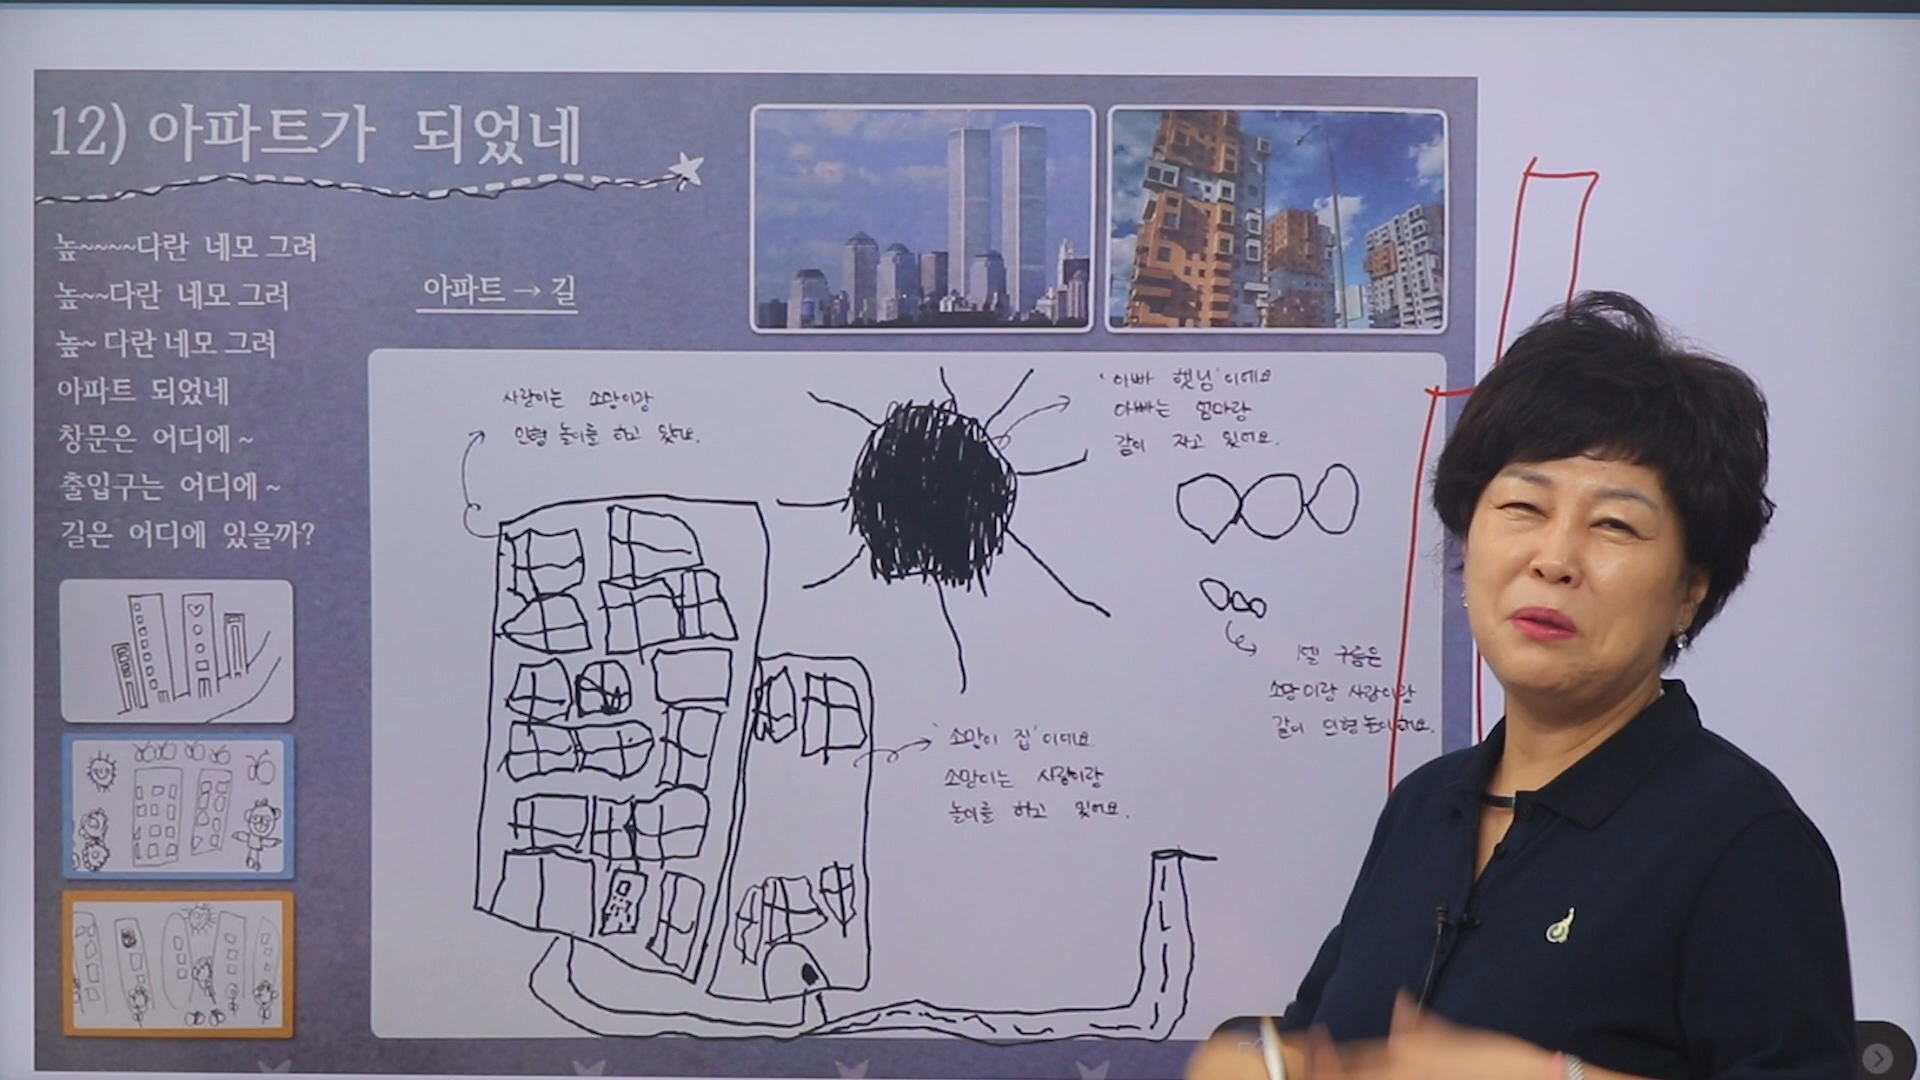 12) 아파트가 되었네
높~~~~다란 네모 그려
높~~다란 네모 그려
높~ 다란 네모 그려
아파트 되었네
창문은 어디에~
출입구는 어디에~
길은 어디에 있을까?
아파트 → 길
사랑이는 소망이랑
인형 놀이를 하고 왔어요.
'아빠 햇님'이에요
아빠는 엄마랑
같이 자고 있어요.
구름은
소망이랑 사랑이랑
같이 인형놀이해요.
'소망이 집'이에요.
소망이는 사랑이랑
놀이를 하고 있어요.